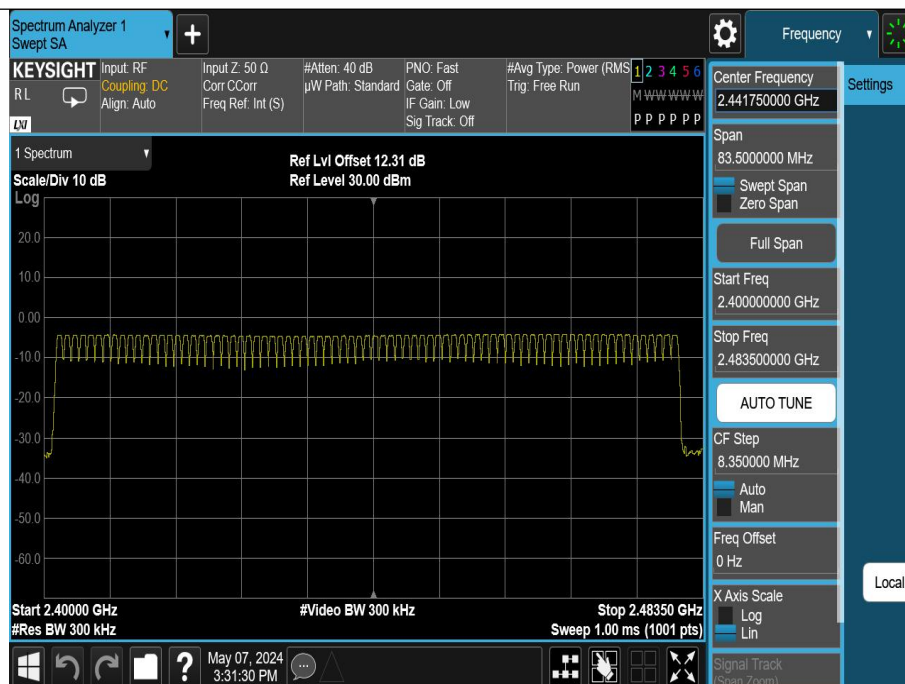 Spectrum Analyzer 1
Swept SA
+
Frequency
KEYSIGHT
RL
LXI
Input: RF
Coupling: DC
Align: Auto
Input Z: 50 Ω
Corr CCorr
Freq Ref: Int (S)
#Atten: 40 dB
µW Path: Standard
PNO: Fast
Gate: Off
IF Gain: Low
Sig Track: Off
#Avg Type: Power (RMS
Trig: Free Run
1 2 3 4 5 6
M W W W W W
P P P P P P
1 Spectrum
Scale/Div 10 dB
Ref Lvl Offset 12.31 dB
Ref Level 30.00 dBm
Log
20.0
10.0
0.00
-10.0
-20.0
-30.0
-40.0
-50.0
-60.0
Start 2.40000 GHz
#Video BW 300 kHz
Stop 2.48350 GHz
#Res BW 300 kHz
Sweep 1.00 ms (1001 pts)
?
May 07, 2024
3:31:30 PM
Center Frequency
2.441750000 GHz
Settings
Span
83.5000000 MHz
Swept Span
Zero Span
Full Span
Start Freq
2.400000000 GHz
Stop Freq
2.483500000 GHz
AUTO TUNE
CF Step
8.350000 MHz
Auto
Man
Freq Offset
0 Hz
Local
X Axis Scale
Log
Lin
Signal Track
(Span Zoom)